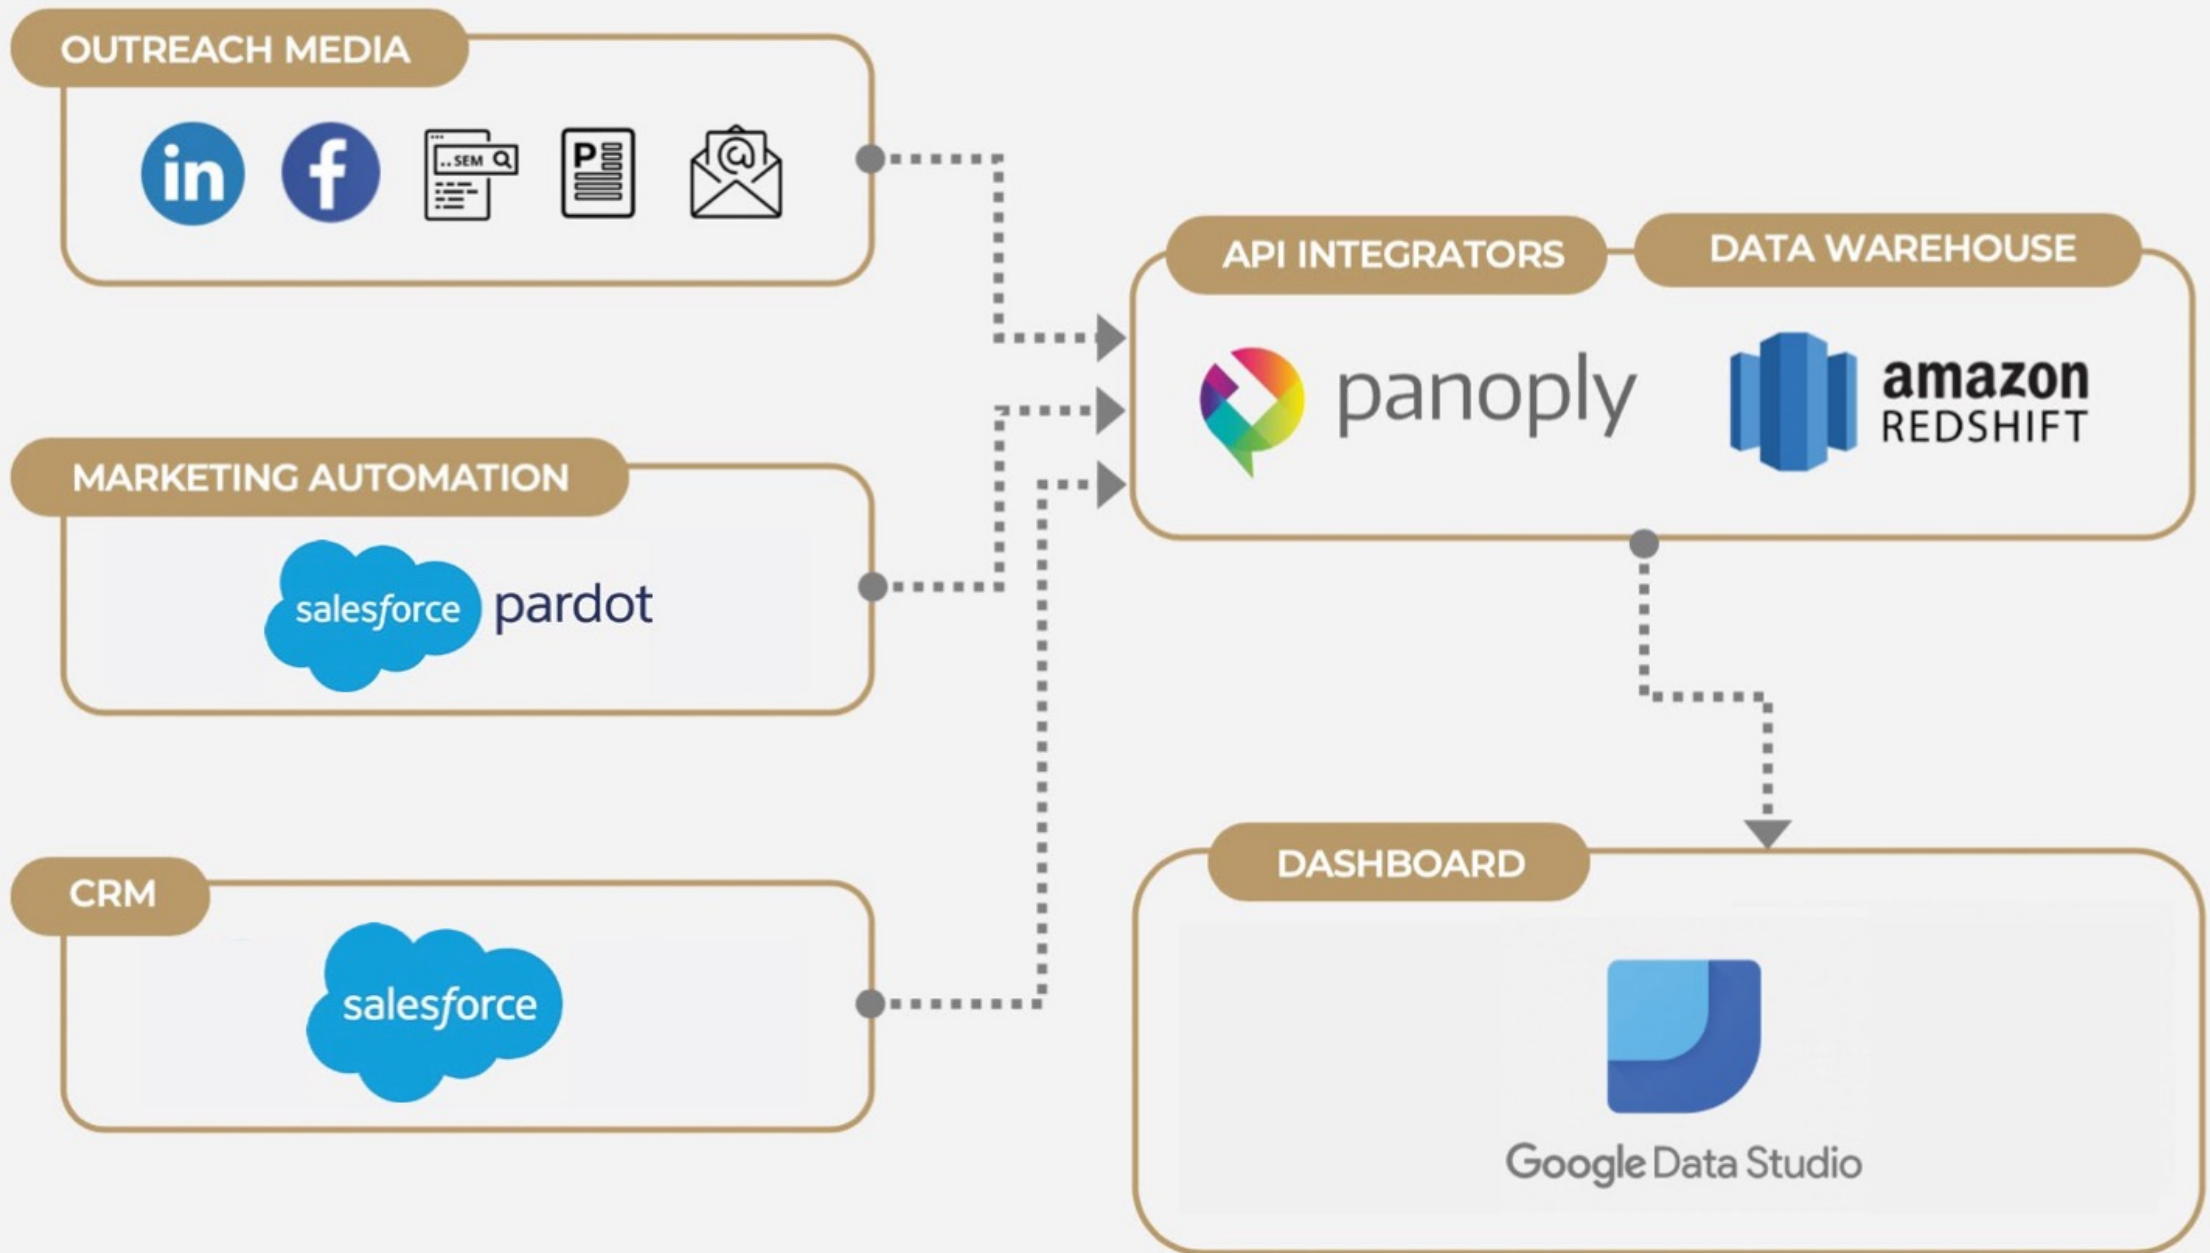 OUTREACH MEDIA
in
f
..SEM
P
@
MARKETING AUTOMATION
salesforce pardot
CRM
salesforce
API INTEGRATORS
DATA WAREHOUSE
panoply
amazon
REDSHIFT
DASHBOARD
Google Data Studio